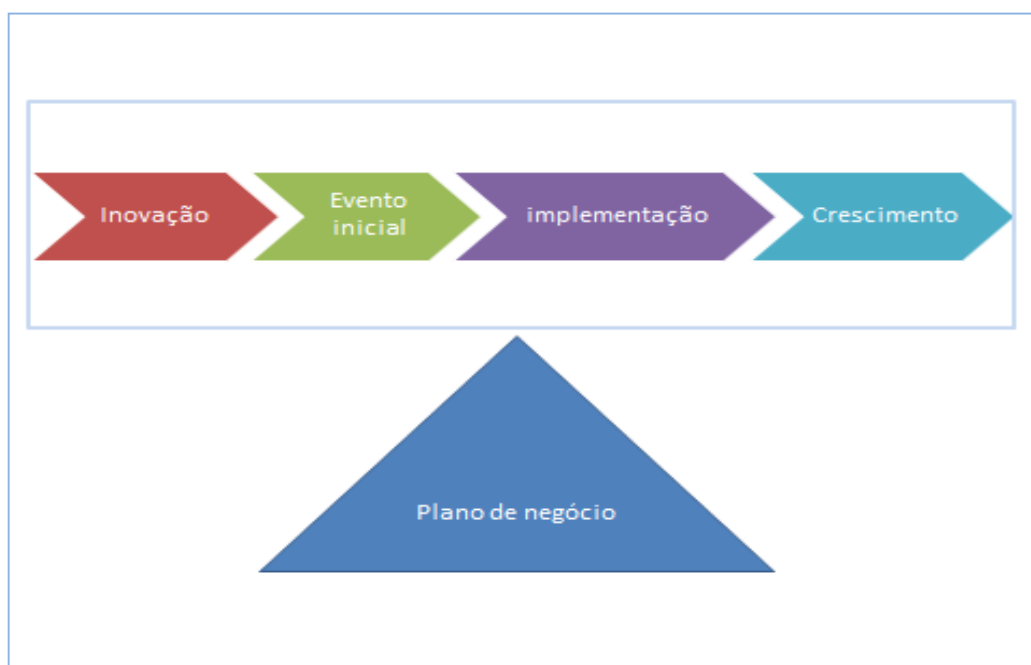 Inovação
Evento
inicial
implementação
Crescimento
Plano de negócio